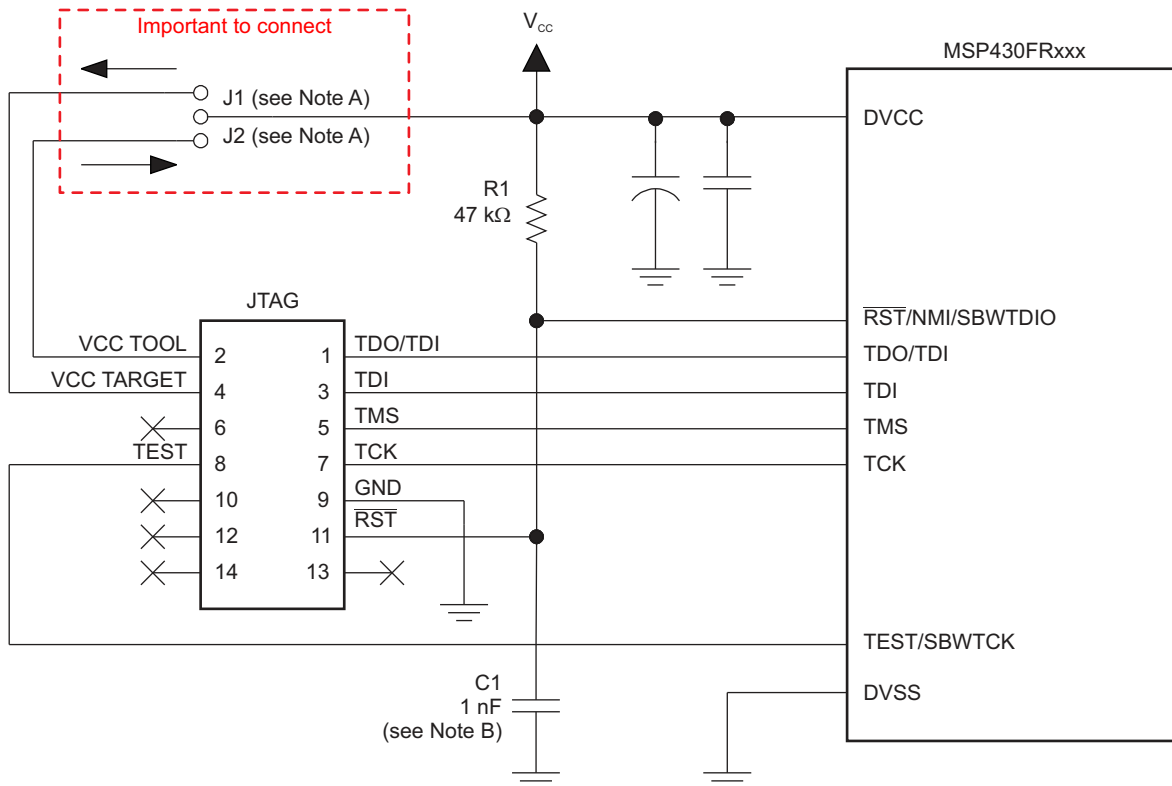 Important to connect
J1 (see Note A)
J2 (see Note A)
VCC
MSP430FRxxx
DVCC
R1
47 kΩ
JTAG
VCC TOOL
2
1
TDO/TDI
VCC TARGET
4
3
TDI
6
5
TMS
TEST
8
7
TCK
10
9
GND
12
11
RST
14
13
RST/NMI/SBWTDIO
TDO/TDI
TDI
TMS
TCK
TEST/SBWTCK
DVSS
C1
1 nF
(see Note B)